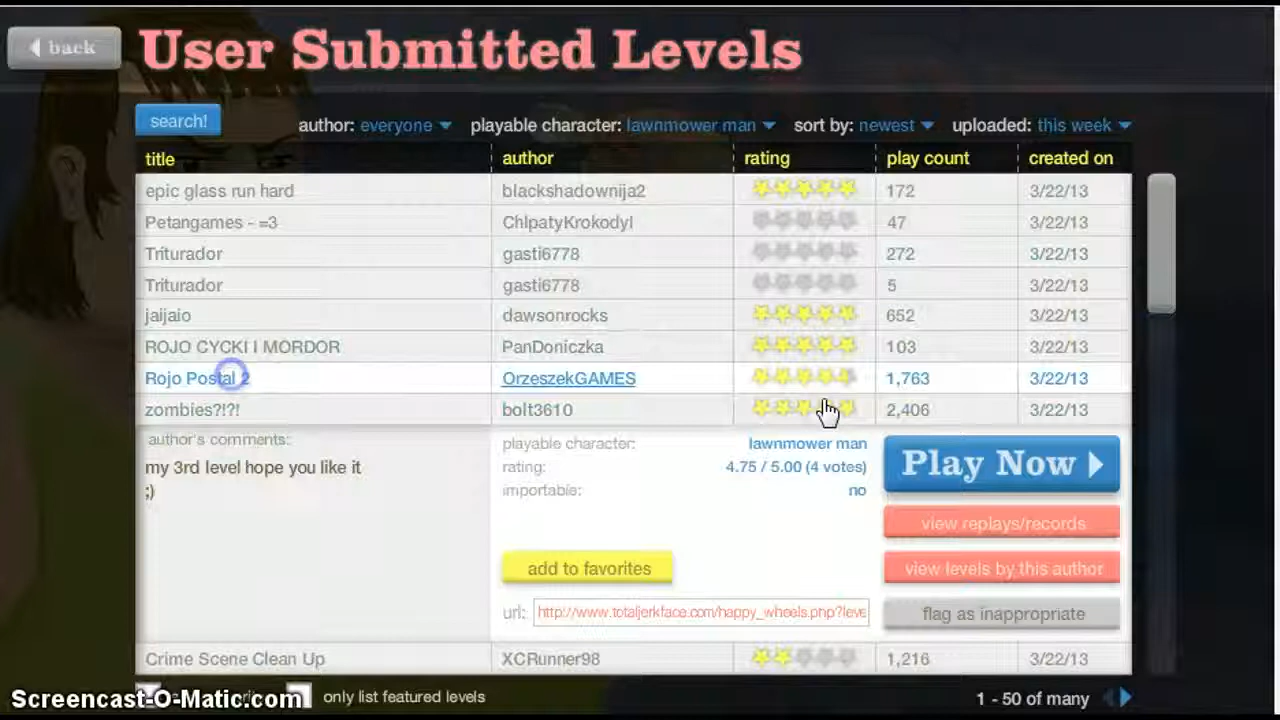 back
User Submitted Levels
search! author: everyone playable character: lawnmower man sort by: newest uploaded: this week
title author rating play count created on
epic glass run hard blackshadownija2 172 3/22/13
Petangames - =3 ChlpatyKrokodyl 47 3/22/13
Triturador gasti6778 272 3/22/13
Triturador gasti6778 5 3/22/13
jaijaio dawsonrocks 652 3/22/13
ROJO CYCKI I MORDOR PanDoniczka 103 3/22/13
Rojo Postal 2 OrzeszekGAMES 1,763 3/22/13
zombies?!?! bolt3610 2,406 3/22/13
author's comments: playable character: lawnmower man
my 3rd level hope you like it rating: 4.75 / 5.00 (4 votes) Play Now
;) importable: no
view replays/records
add to favorites view levels by this author
url: http://www.totaljerkface.com/happy_wheels.php?leve flag as inappropriate
Crime Scene Clean Up XCRunner98 1,216 3/22/13
only list featured levels 1 - 50 of many
Screencast-O-Matic.com